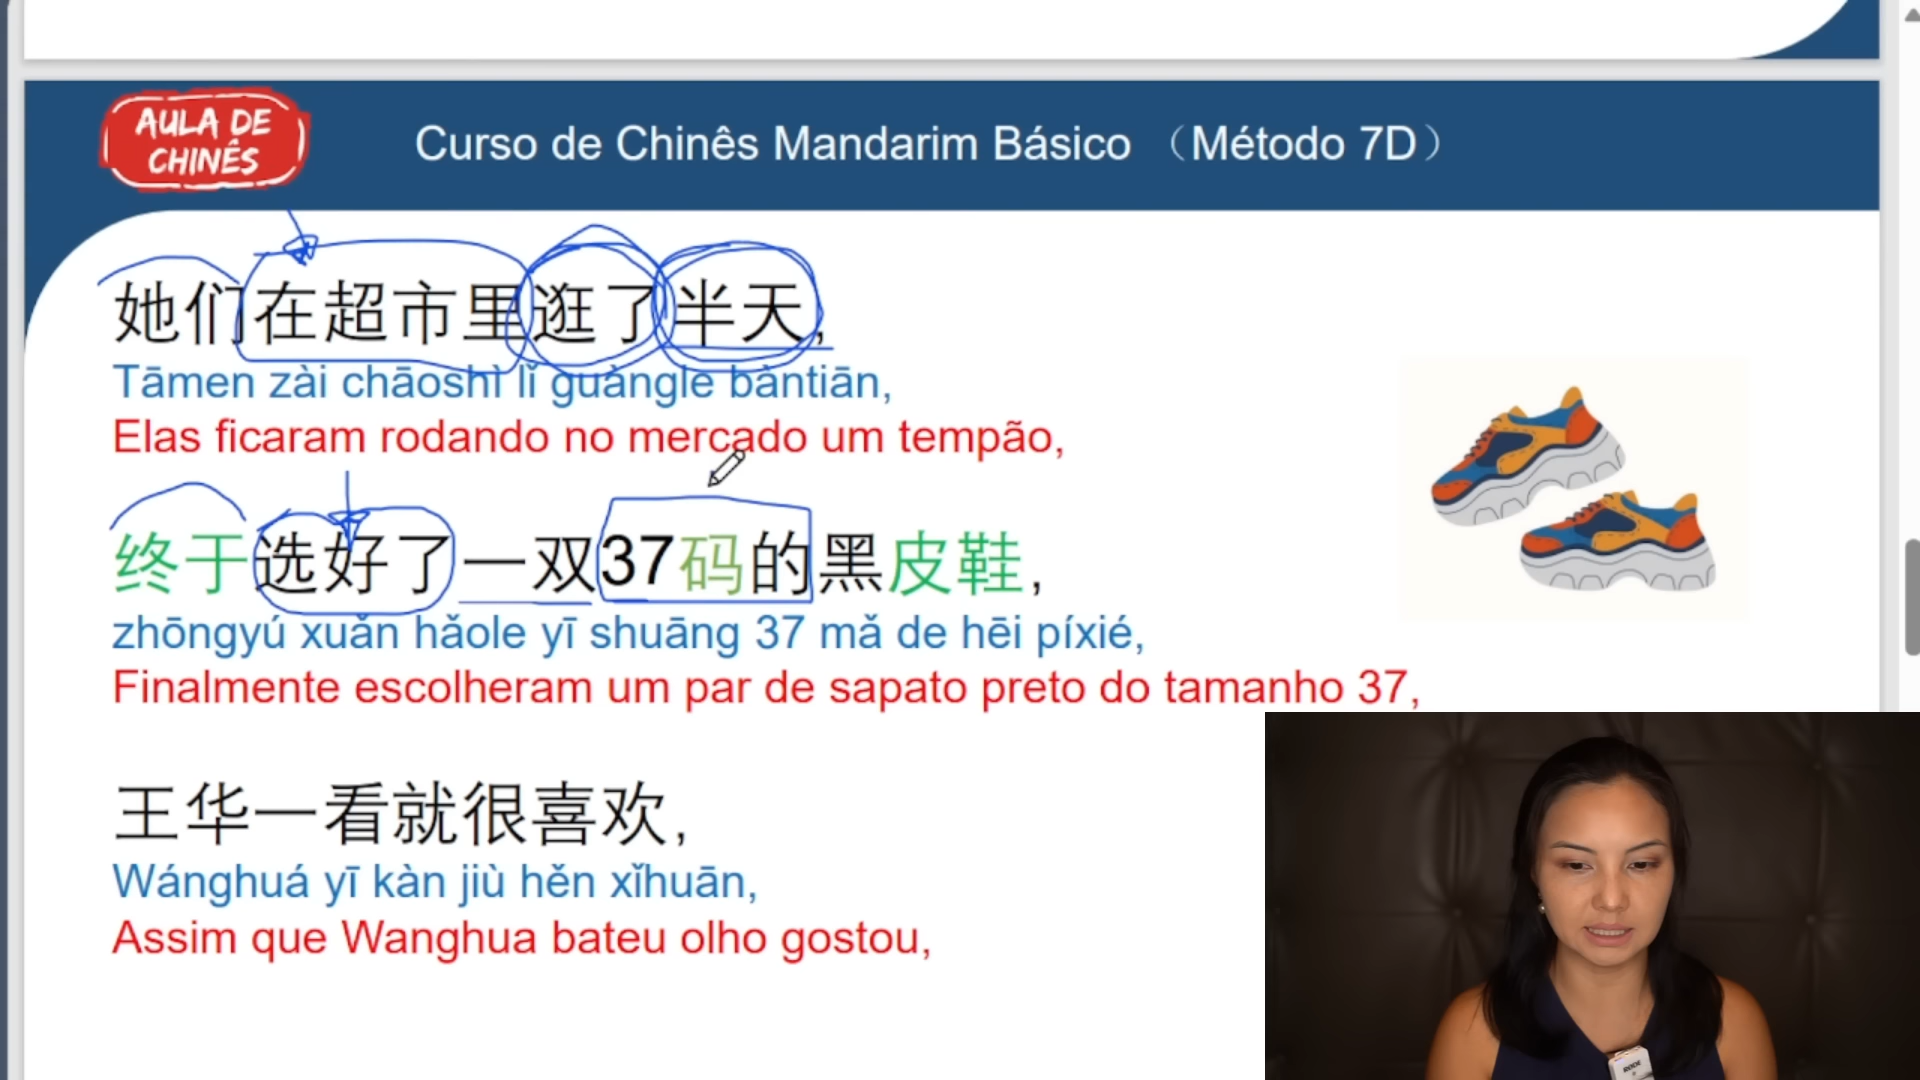 AULA DE
CHINÊS
Curso de Chinês Mandarim Básico （Método 7D）
她们在超市里逛了半天,
Tāmen zài chāoshì lǐ guàngle bàntiān,
Elas ficaram rodando no mercado um tempão,
终于选好了一双37码的黑皮鞋,
zhōngyú xuǎn hǎole yī shuāng 37 mǎ de hēi píxié,
Finalmente escolheram um par de sapato preto do tamanho 37,
王华一看就很喜欢,
Wánghuá yī kàn jiù hěn xǐhuān,
Assim que Wanghua bateu olho gostou,
RODE